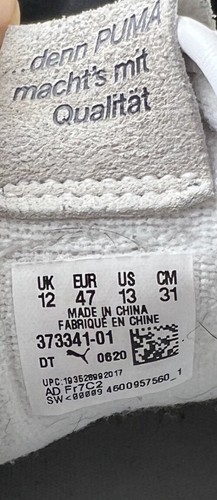 ...denn PUMA
macht's mit
Qualität
UK EUR US CM
12 47 13 31
MADE IN CHINA
FABRIQUÉ EN CHINE
373341-01
DT 0620
UPC:193528992017
AD Fr7C2
SW<00009 4600957560_1